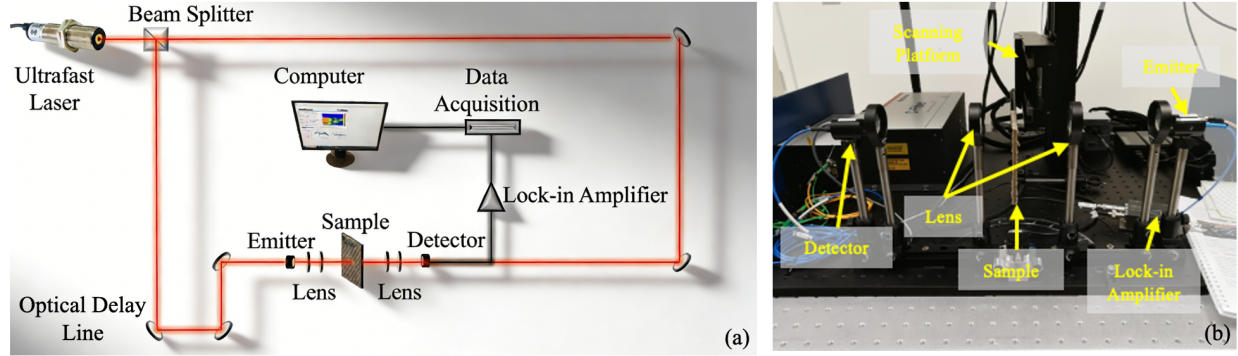 Beam Splitter
Ultrafast
Laser
Computer
Data
Acquisition
Lock-in Amplifier
Sample
Emitter
Detector
Lens
Lens
Optical Delay
Line
(a)
Scanning
Platform
Emitter
Lens
Detector
Sample
Lock-in
Amplifier
(b)